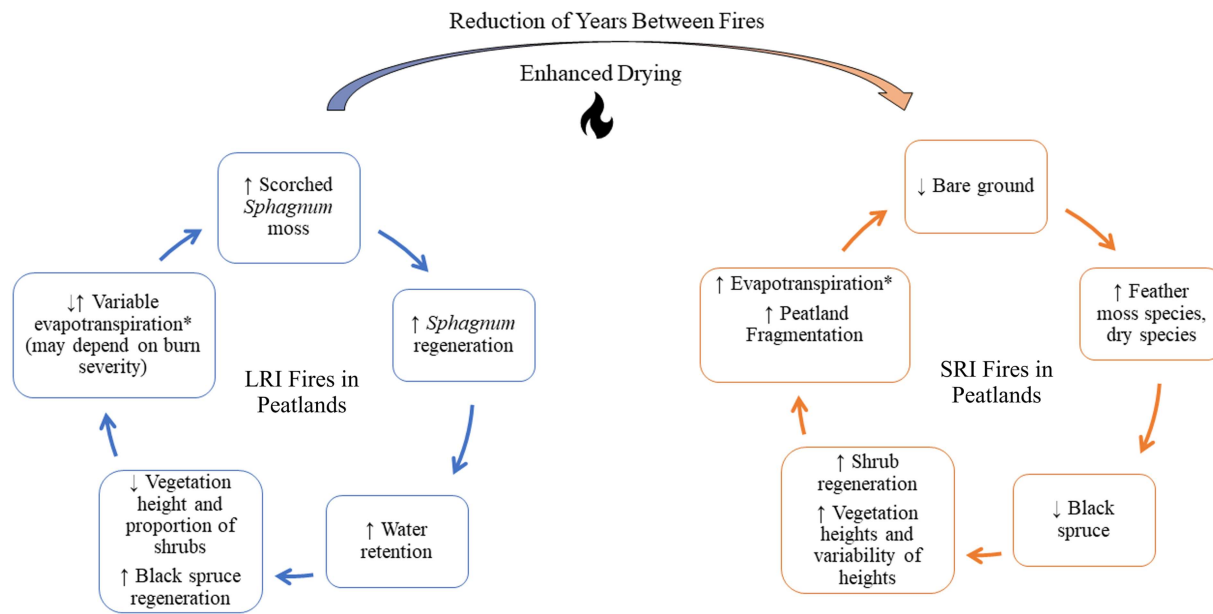 Reduction of Years Between Fires
Enhanced Drying
↑ Scorched
Sphagnum
moss
↑ Sphagnum
regeneration
↑ Water
retention
↓ Vegetation
height and
proportion of
shrubs
↑ Black spruce
regeneration
↓↑ Variable
evapotranspiration*
(may depend on burn
severity)
LRI Fires in
Peatlands
↓ Bare ground
↑ Feather
moss species,
dry species
↓ Black
spruce
↑ Shrub
regeneration
↑ Vegetation
heights and
variability of
heights
↑ Evapotranspiration*
↑ Peatland
Fragmentation
SRI Fires in
Peatlands